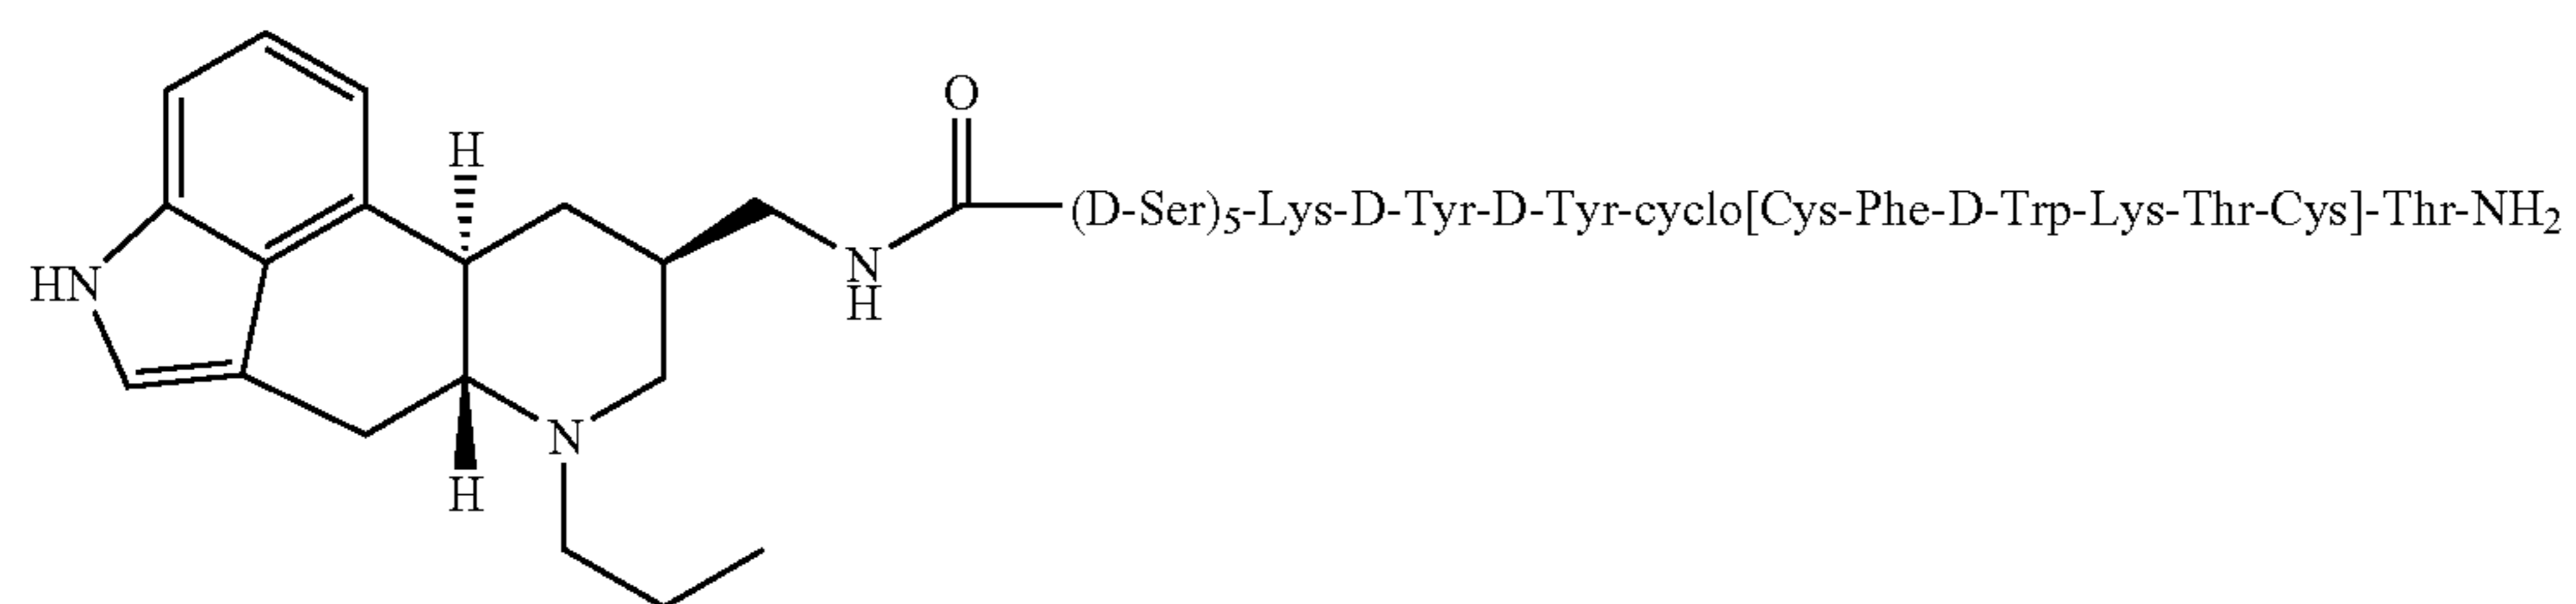 O
H
(D-Ser)5-Lys-D-Tyr-D-Tyr-cyclo[Cys-Phe-D-Trp-Lys-Thr-Cys]-Thr-NH2
N
H
HN
N
H